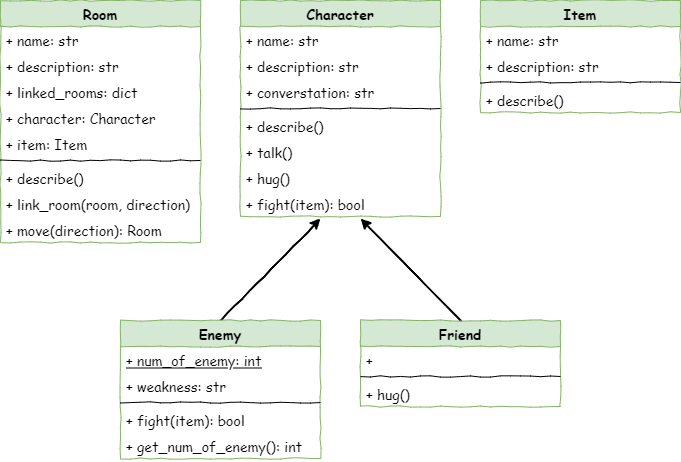 Room
+ name: str
+ description: str
+ linked_rooms: dict
+ character: Character
+ item: Item
+ describe()
+ link_room(room, direction)
+ move(direction): Room
Character
+ name: str
+ description: str
+ converstation: str
+ describe()
+ talk()
+ hug()
+ fight(item): bool
Item
+ name: str
+ description: str
+ describe()
Enemy
+ num_of_enemy: int
+ weakness: str
+ fight(item): bool
+ get_num_of_enemy(): int
Friend
+
+ hug()